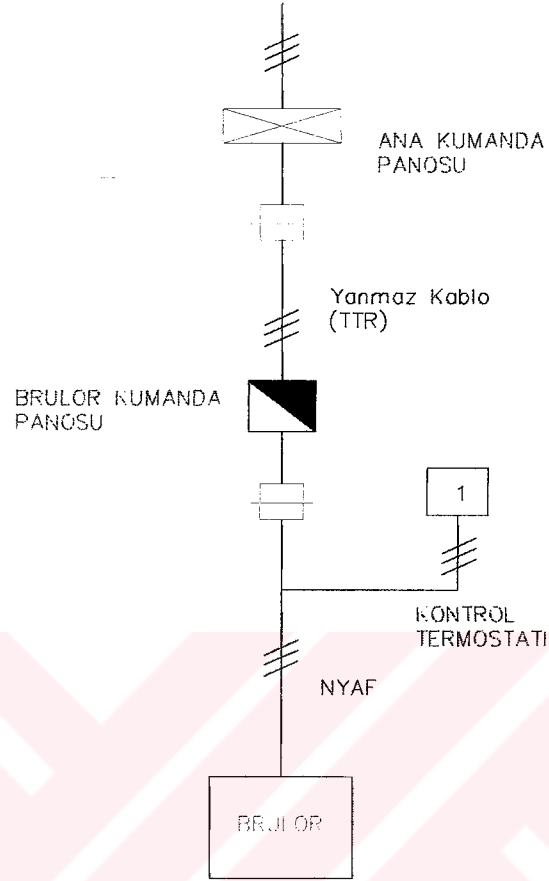 ANA KUMANDA
PANOSU
Yanmaz Kablo
(TTR)
BRULOR KUMANDA
PANOSU
1
KONTROL
TERMOSTATI
NYAF
BRULOR